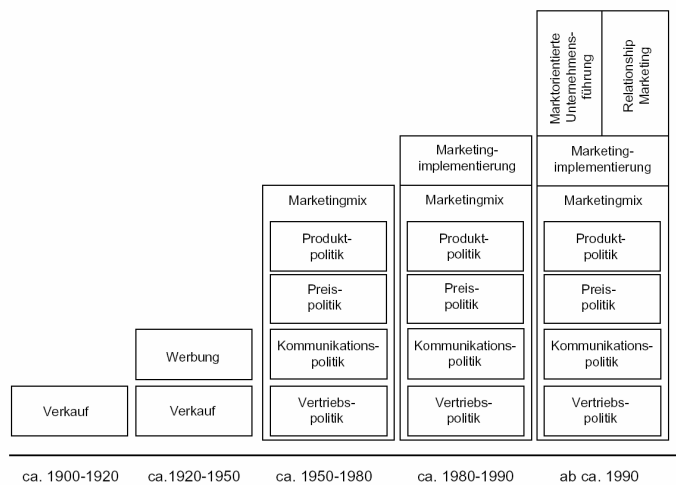 Verkauf
ca. 1900-1920
Werbung
Verkauf
ca.1920-1950
Marketingmix
Produkt-
politik
Preis-
politik
Kommunikations-
politik
Vertriebs-
politik
ca. 1950-1980
Marketing-
implementierung
Marketingmix
Produkt-
politik
Preis-
politik
Kommunikations-
politik
Vertriebs-
politik
ca. 1980-1990
Marktorientierte
Unternehmens-
führung
Relationship
Marketing
Marketing-
implementierung
Marketingmix
Produkt-
politik
Preis-
politik
Kommunikations-
politik
Vertriebs-
politik
ab ca. 1990